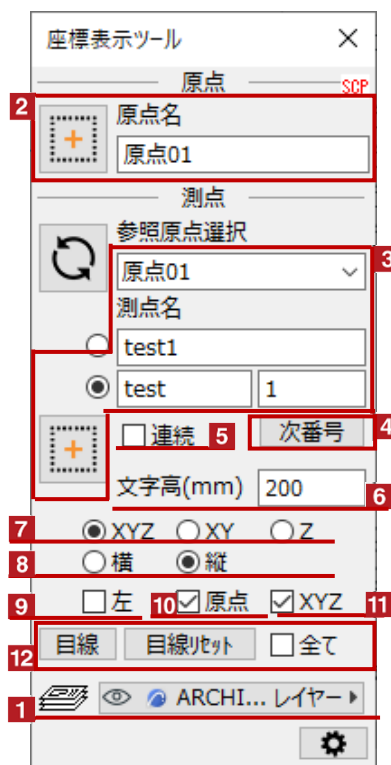 座標表示ツール
原点
SCP
2
原点名
原点01
測点
参照原点選択
3
原点01
測点名
test1
test 1
連続 5 次番号 4
文字高(mm) 200 6
7 XYZ XY Z
8 横 縦
9 左 10 原点 XYZ 11
12 目線 目線リセット 全て
1 ARCHI... レイヤー